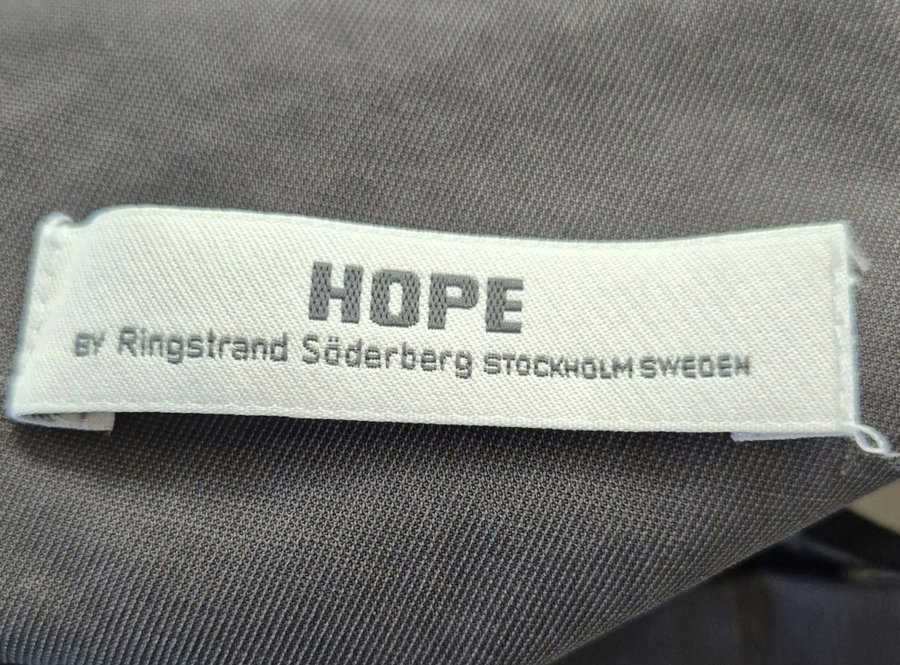 HOPE
BY Ringstrand Söderberg STOCKHOLM SWEDEN